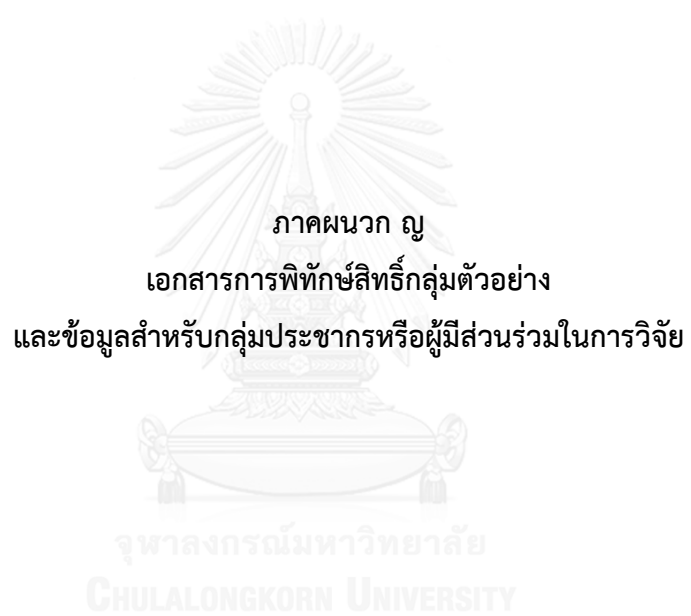 ภาคผนวก ญ
เอกสารการพิทักษ์สิทธิ์กลุ่มตัวอย่าง
และข้อมูลสำหรับกลุ่มประชากรหรือผู้มีส่วนร่วมในการวิจัย
จุฬาลงกรณ์มหาวิทยาลัย
CHULALONGKORN UNIVERSITY